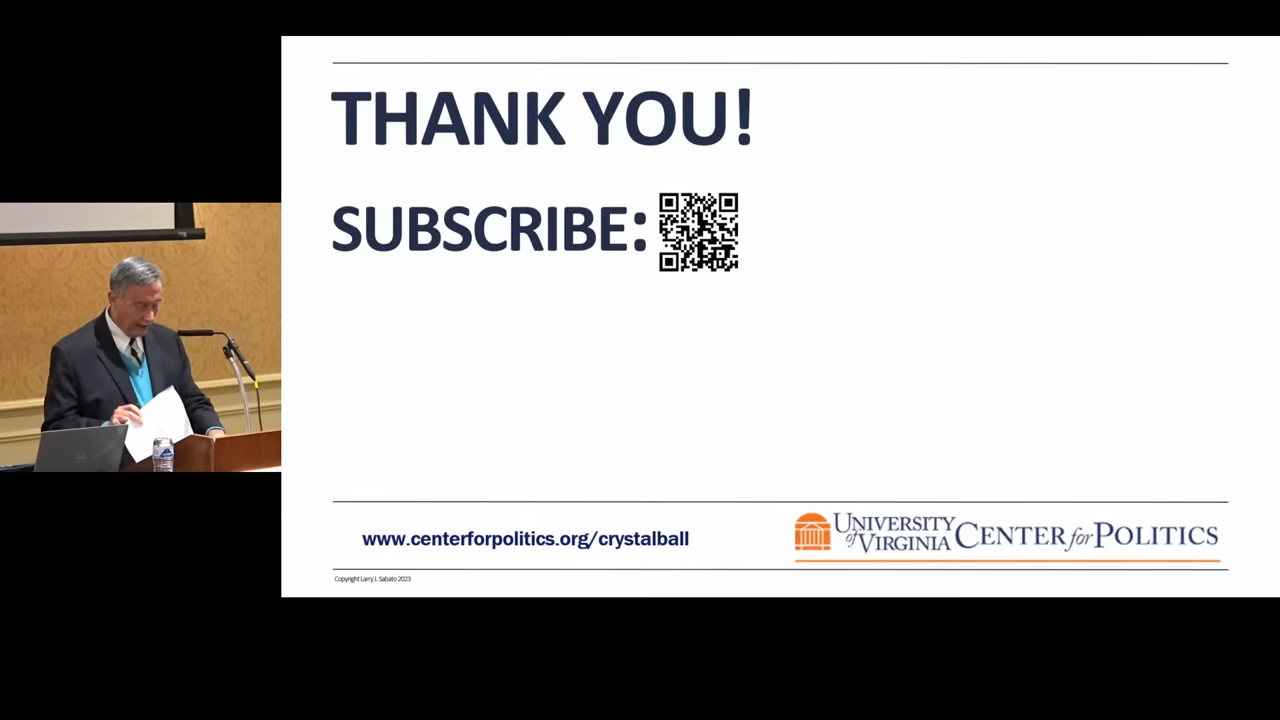 THANK YOU!
SUBSCRIBE:
www.centerforpolitics.org/crystalball
UNIVERSITY of VIRGINIA CENTER for POLITICS
Copyright Larry J. Sabato 2023